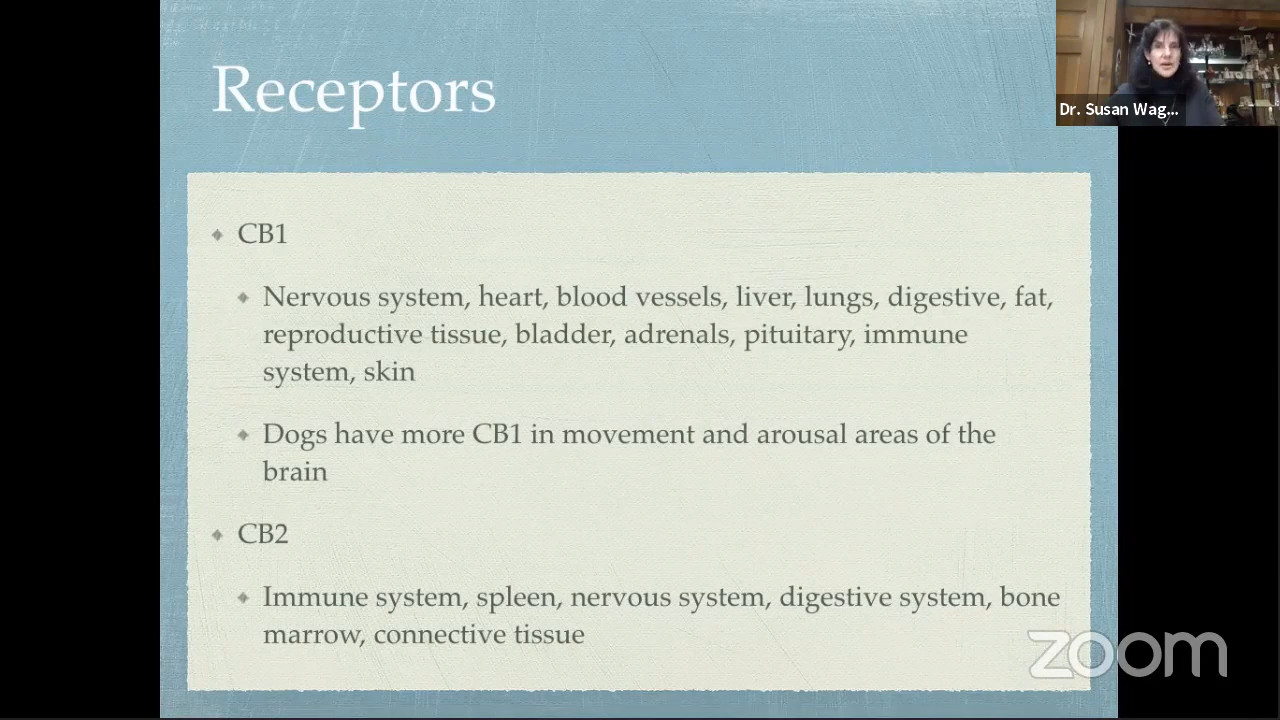 Receptors
Dr. Susan Wag...
CB1
Nervous system, heart, blood vessels, liver, lungs, digestive, fat,
reproductive tissue, bladder, adrenals, pituitary, immune
system, skin
Dogs have more CB1 in movement and arousal areas of the
brain
CB2
Immune system, spleen, nervous system, digestive system, bone
marrow, connective tissue
zoom